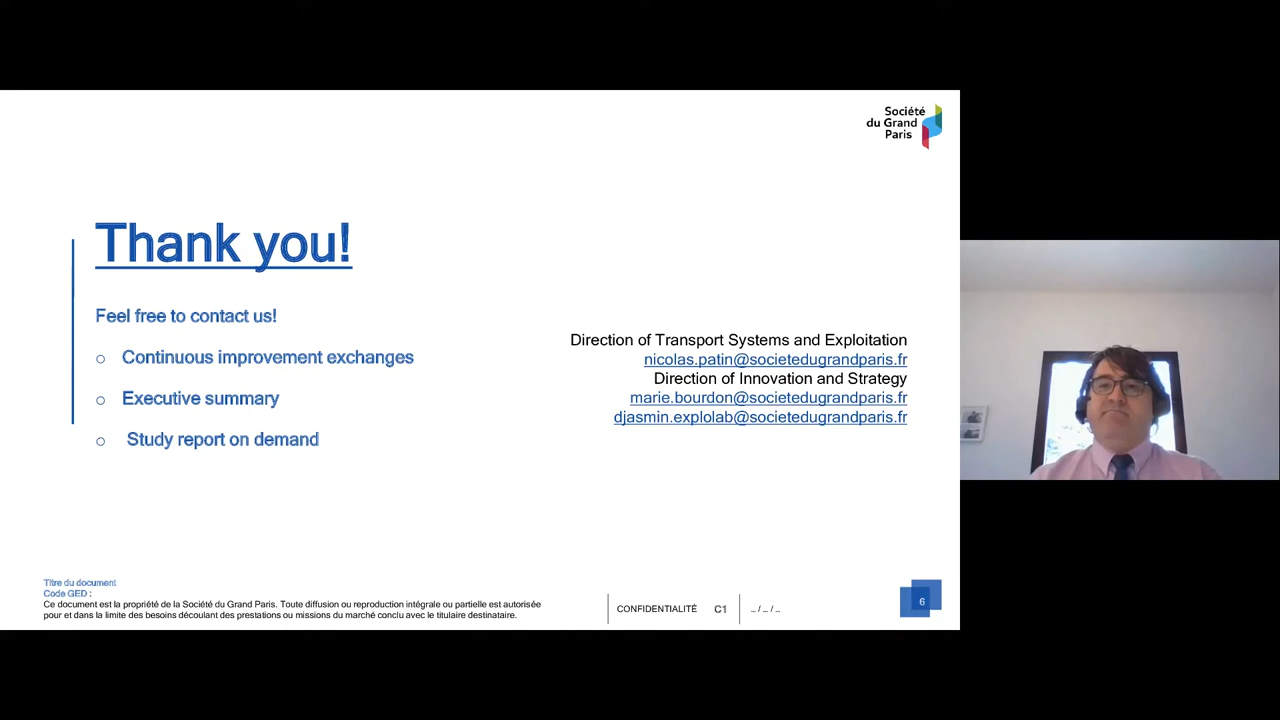 Société
du Grand
Paris
Thank you!
Feel free to contact us!
o Continuous improvement exchanges
o Executive summary
o Study report on demand
Direction of Transport Systems and Exploitation
nicolas.patin@societedugrandparis.fr
Direction of Innovation and Strategy
marie.bourdon@societedugrandparis.fr
djasmin.explolab@societedugrandparis.fr
Titre du document
Code GED :
Ce document est la propriété de la Société du Grand Paris. Toute diffusion ou reproduction intégrale ou partielle est autorisée
pour et dans la limite des besoins découlant des prestations ou missions du marché conclu avec le titulaire destinataire.
CONFIDENTIALITÉ C1 .. / .. / ..
6